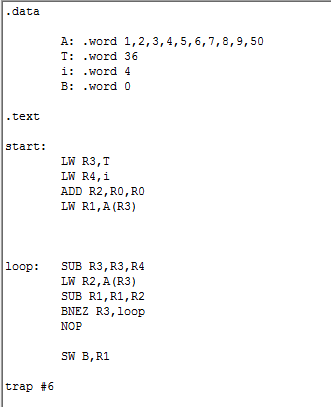 .data
A: .word 1,2,3,4,5,6,7,8,9,50
T: .word 36
i: .word 4
B: .word 0
.text
start:
LW R3,T
LW R4,i
ADD R2,R0,R0
LW R1,A(R3)
loop: SUB R3,R3,R4
LW R2,A(R3)
SUB R1,R1,R2
BNEZ R3,loop
NOP
SW B,R1
trap #6